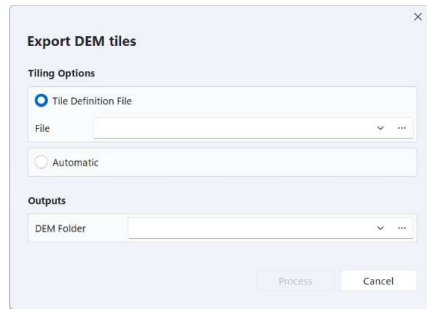 Export DEM tiles
Tiling Options
Tile Definition File
File
Automatic
Outputs
DEM Folder
Process Cancel